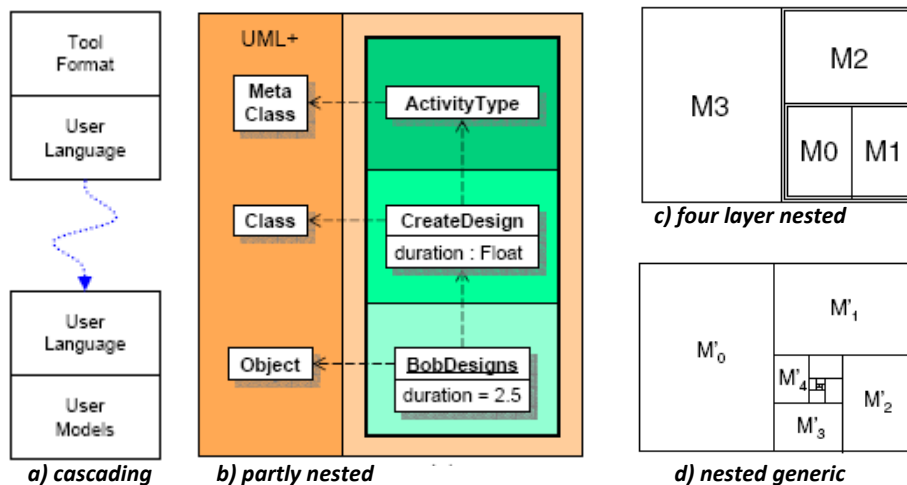 Tool
Format
User
Language
User
Language
User
Models
a) cascading
UML+
Meta
Class
ActivityType
Class
CreateDesign
duration : Float
Object
BobDesigns
duration = 2.5
b) partly nested
M3
M2
M0
M1
c) four layer nested
M'0
M'1
M'4
M'2
M'3
d) nested generic